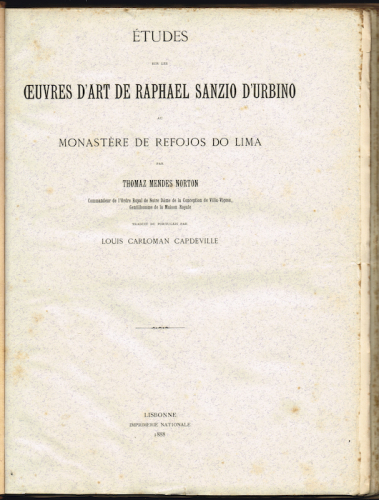 ÉTUDES
SUR LES
ŒUVRES D'ART DE RAPHAEL SANZIO D'URBINO
AU
MONASTÈRE DE REFOJOS DO LIMA
PAR
THOMAZ MENDES NORTON
Commandeur de l'Ordre Royal de Notre Dame de la Conception de Villa-Viçosa,
Gentilhomme de la Maison Royale
TRADUIT DU PORTUGAIS PAR
LOUIS CARLOMAN CAPDEVILLE
LISBONNE
IMPRIMERIE NATIONALE
1888